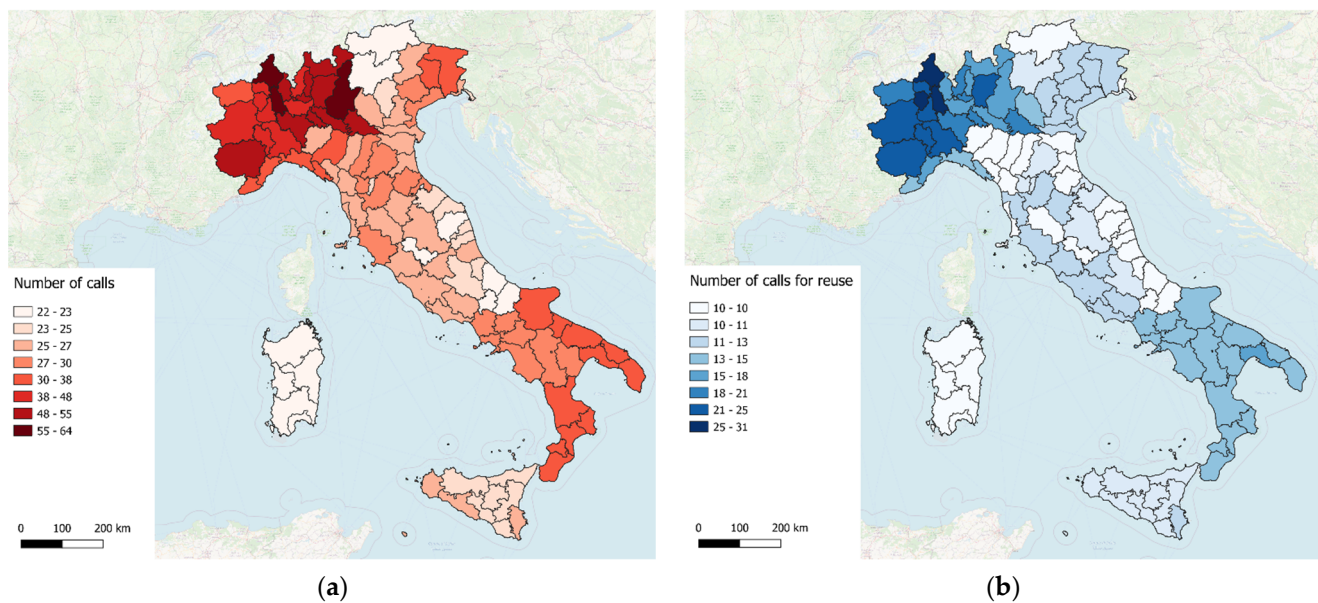 Number of calls
22 - 23
23 - 25
25 - 27
27 - 30
30 - 38
38 - 48
48 - 55
55 - 64
0 100 200 km
(a)
Number of calls for reuse
10 - 10
10 - 11
11 - 13
13 - 15
15 - 18
18 - 21
21 - 25
25 - 31
0 100 200 km
(b)